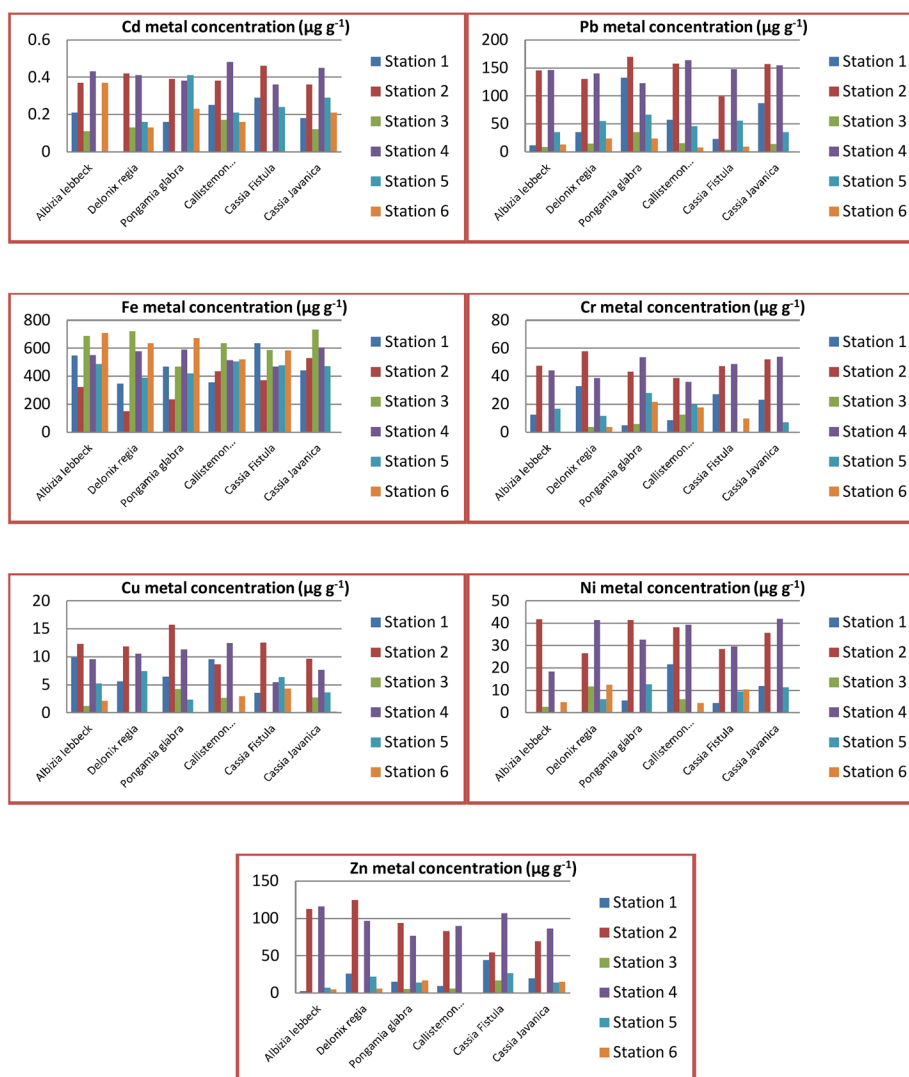 Cd metal concentration (µg g⁻¹)
0.6
0.4
0.2
0
Albizia lebbeck
Delonix regia
Pongamia glabra
Callistemon...
Cassia Fistula
Cassia Javanica
Station 1
Station 2
Station 3
Station 4
Station 5
Station 6
Pb metal concentration (µg g⁻¹)
200
150
100
50
0
Albizia lebbeck
Delonix regia
Pongamia glabra
Callistemon...
Cassia Fistula
Cassia Javanica
Station 1
Station 2
Station 3
Station 4
Station 5
Station 6
Fe metal concentration (µg g⁻¹)
800
600
400
200
0
Albizia lebbeck
Delonix regia
Pongamia glabra
Callistemon...
Cassia Fistula
Cassia Javanica
Station 1
Station 2
Station 3
Station 4
Station 5
Station 6
Cr metal concentration (µg g⁻¹)
80
60
40
20
0
Albizia lebbeck
Delonix regia
Pongamia glabra
Callistemon...
Cassia Fistula
Cassia Javanica
Station 1
Station 2
Station 3
Station 4
Station 5
Station 6
Cu metal concentration (µg g⁻¹)
20
15
10
5
0
Albizia lebbeck
Delonix regia
Pongamia glabra
Callistemon...
Cassia Fistula
Cassia Javanica
Station 1
Station 2
Station 3
Station 4
Station 5
Station 6
Ni metal concentration (µg g⁻¹)
50
40
30
20
10
0
Albizia lebbeck
Delonix regia
Pongamia glabra
Callistemon...
Cassia Fistula
Cassia Javanica
Station 1
Station 2
Station 3
Station 4
Station 5
Station 6
Zn metal concentration (µg g⁻¹)
150
100
50
0
Albizia lebbeck
Delonix regia
Pongamia glabra
Callistemon...
Cassia Fistula
Cassia Javanica
Station 1
Station 2
Station 3
Station 4
Station 5
Station 6